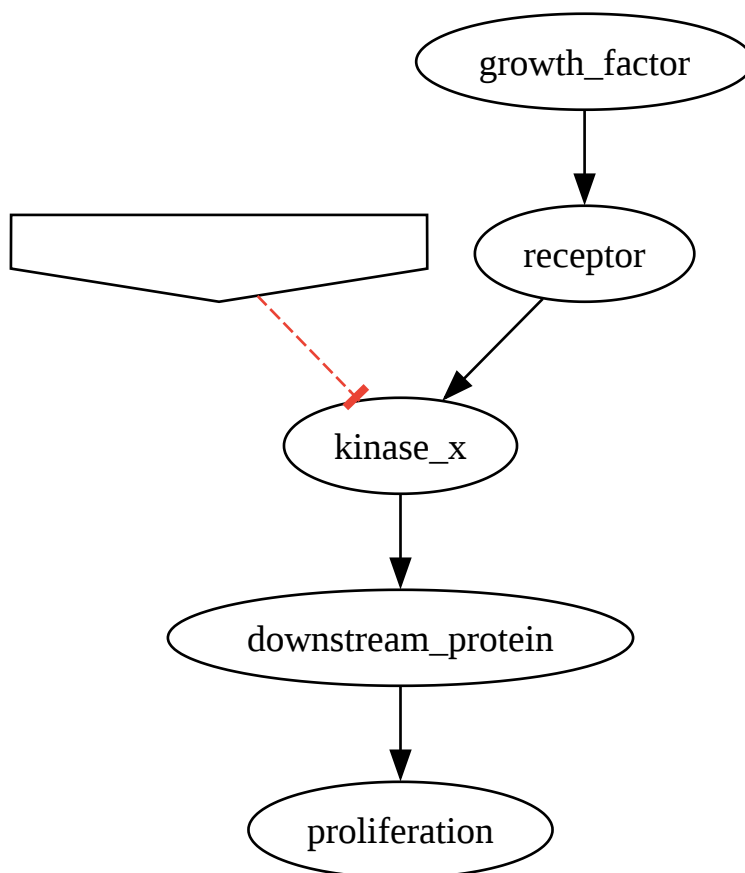 growth_factor
receptor
kinase_x
downstream_protein
proliferation